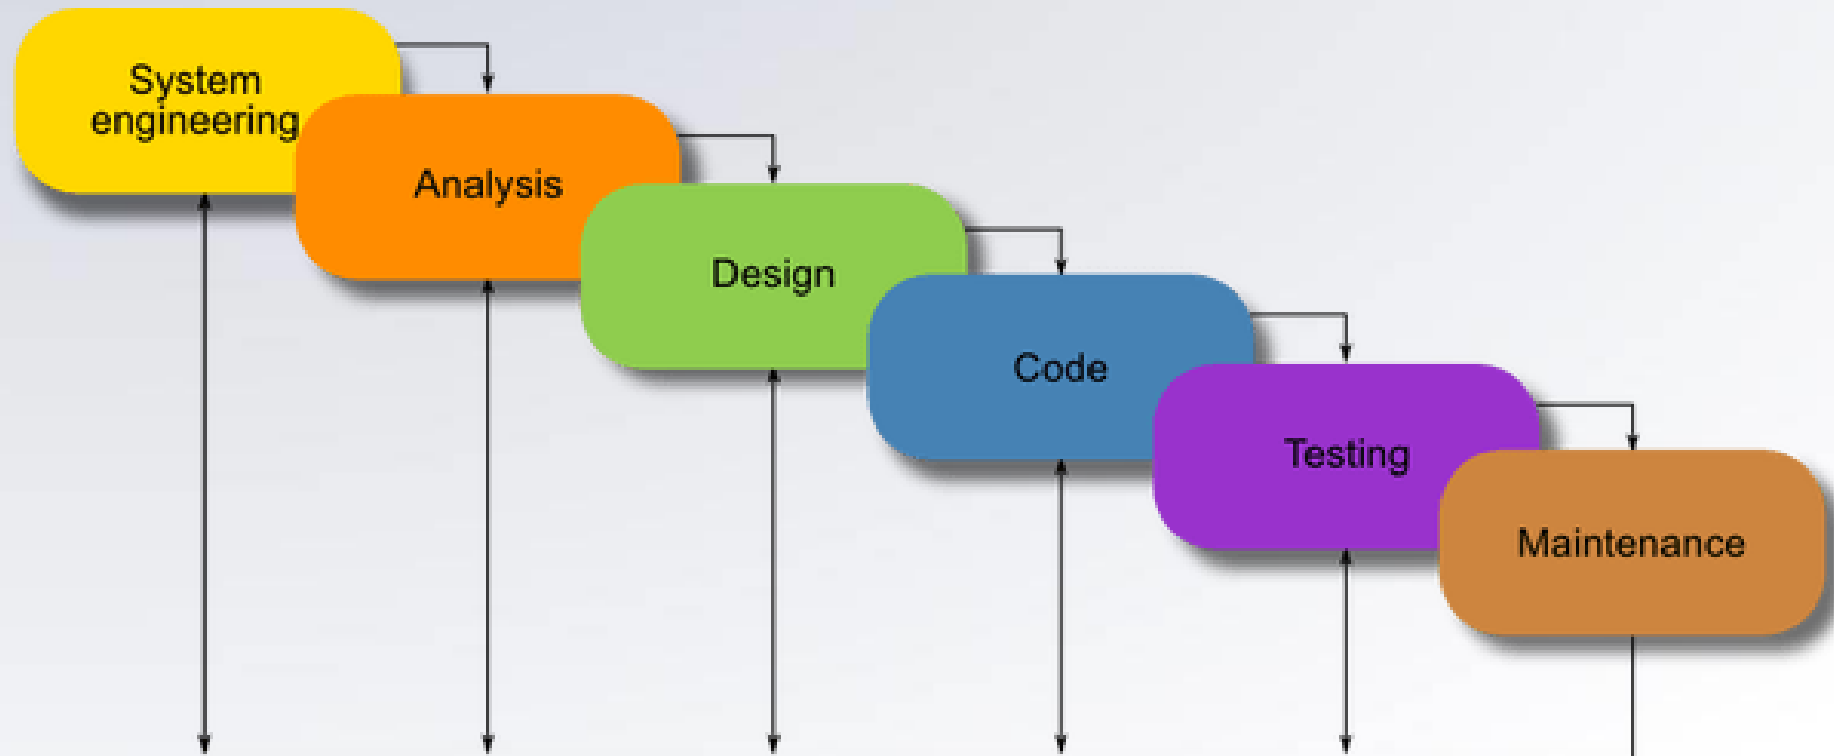 System
engineering
Analysis
Design
Code
Testing
Maintenance